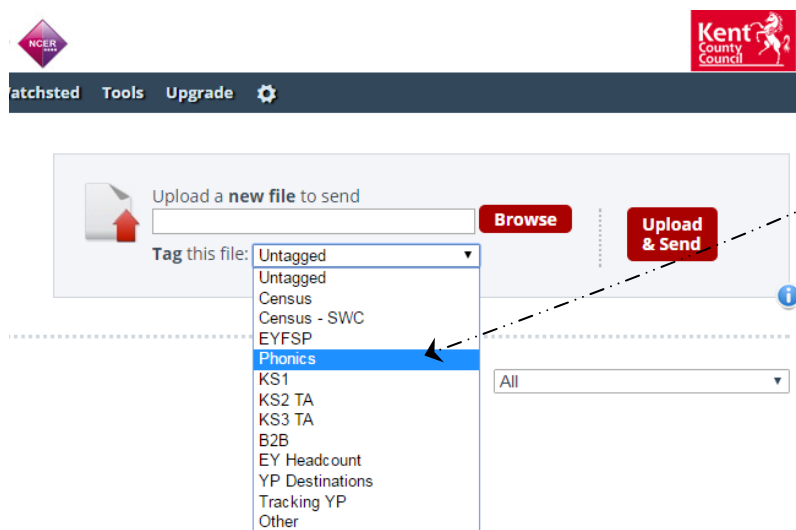 NCER
Kent
County
Council
Tools Upgrade
Upload a new file to send
Browse
Upload
& Send
Tag this file: Untagged
Untagged
Census
Census - SWC
EYFSP
Phonics
KS1
All
KS2 TA
KS3 TA
B2B
EY Headcount
YP Destinations
Tracking YP
Other